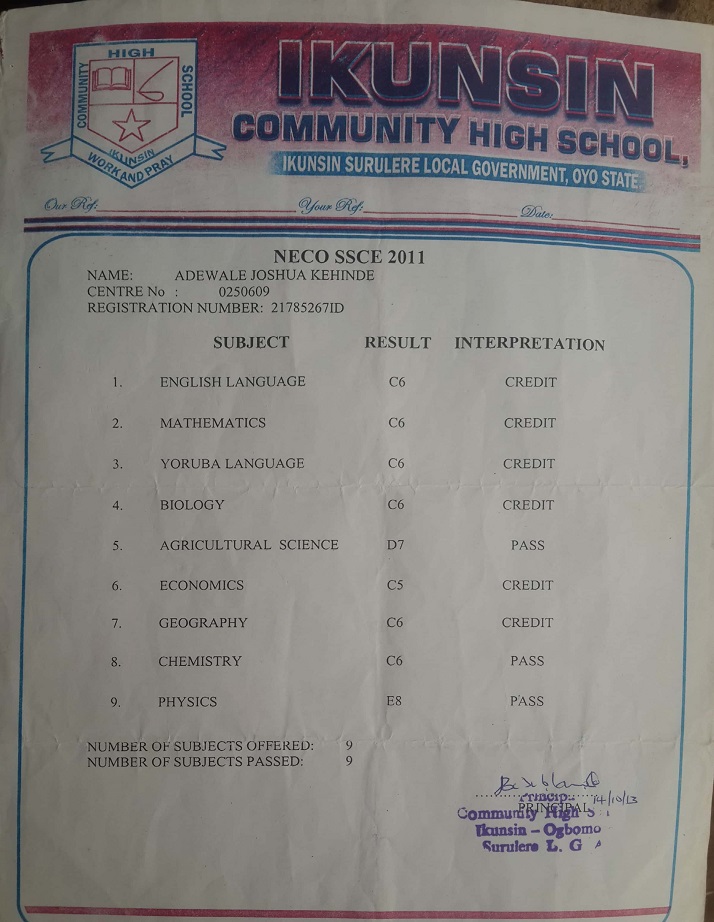 COMMUNITY HIGH SCHOOL
IKUNSIN
WORK AND PRAY
IKUNSIN
COMMUNITY HIGH SCHOOL,
IKUNSIN SURULERE LOCAL GOVERNMENT, OYO STATE
Our Ref: Your Ref: Date:
NECO SSCE 2011
NAME: ADEWALE JOSHUA KEHINDE
CENTRE No : 0250609
REGISTRATION NUMBER: 21785267ID
SUBJECT RESULT INTERPRETATION
1. ENGLISH LANGUAGE C6 CREDIT
2. MATHEMATICS C6 CREDIT
3. YORUBA LANGUAGE C6 CREDIT
4. BIOLOGY C6 CREDIT
5. AGRICULTURAL SCIENCE D7 PASS
6. ECONOMICS C5 CREDIT
7. GEOGRAPHY C6 CREDIT
8. CHEMISTRY C6 PASS
9. PHYSICS E8 PASS
NUMBER OF SUBJECTS OFFERED: 9
NUMBER OF SUBJECTS PASSED: 9
14/10/13
PRINCIPAL
Community High
Ikunsin - Ogbomo
Surulere L. G